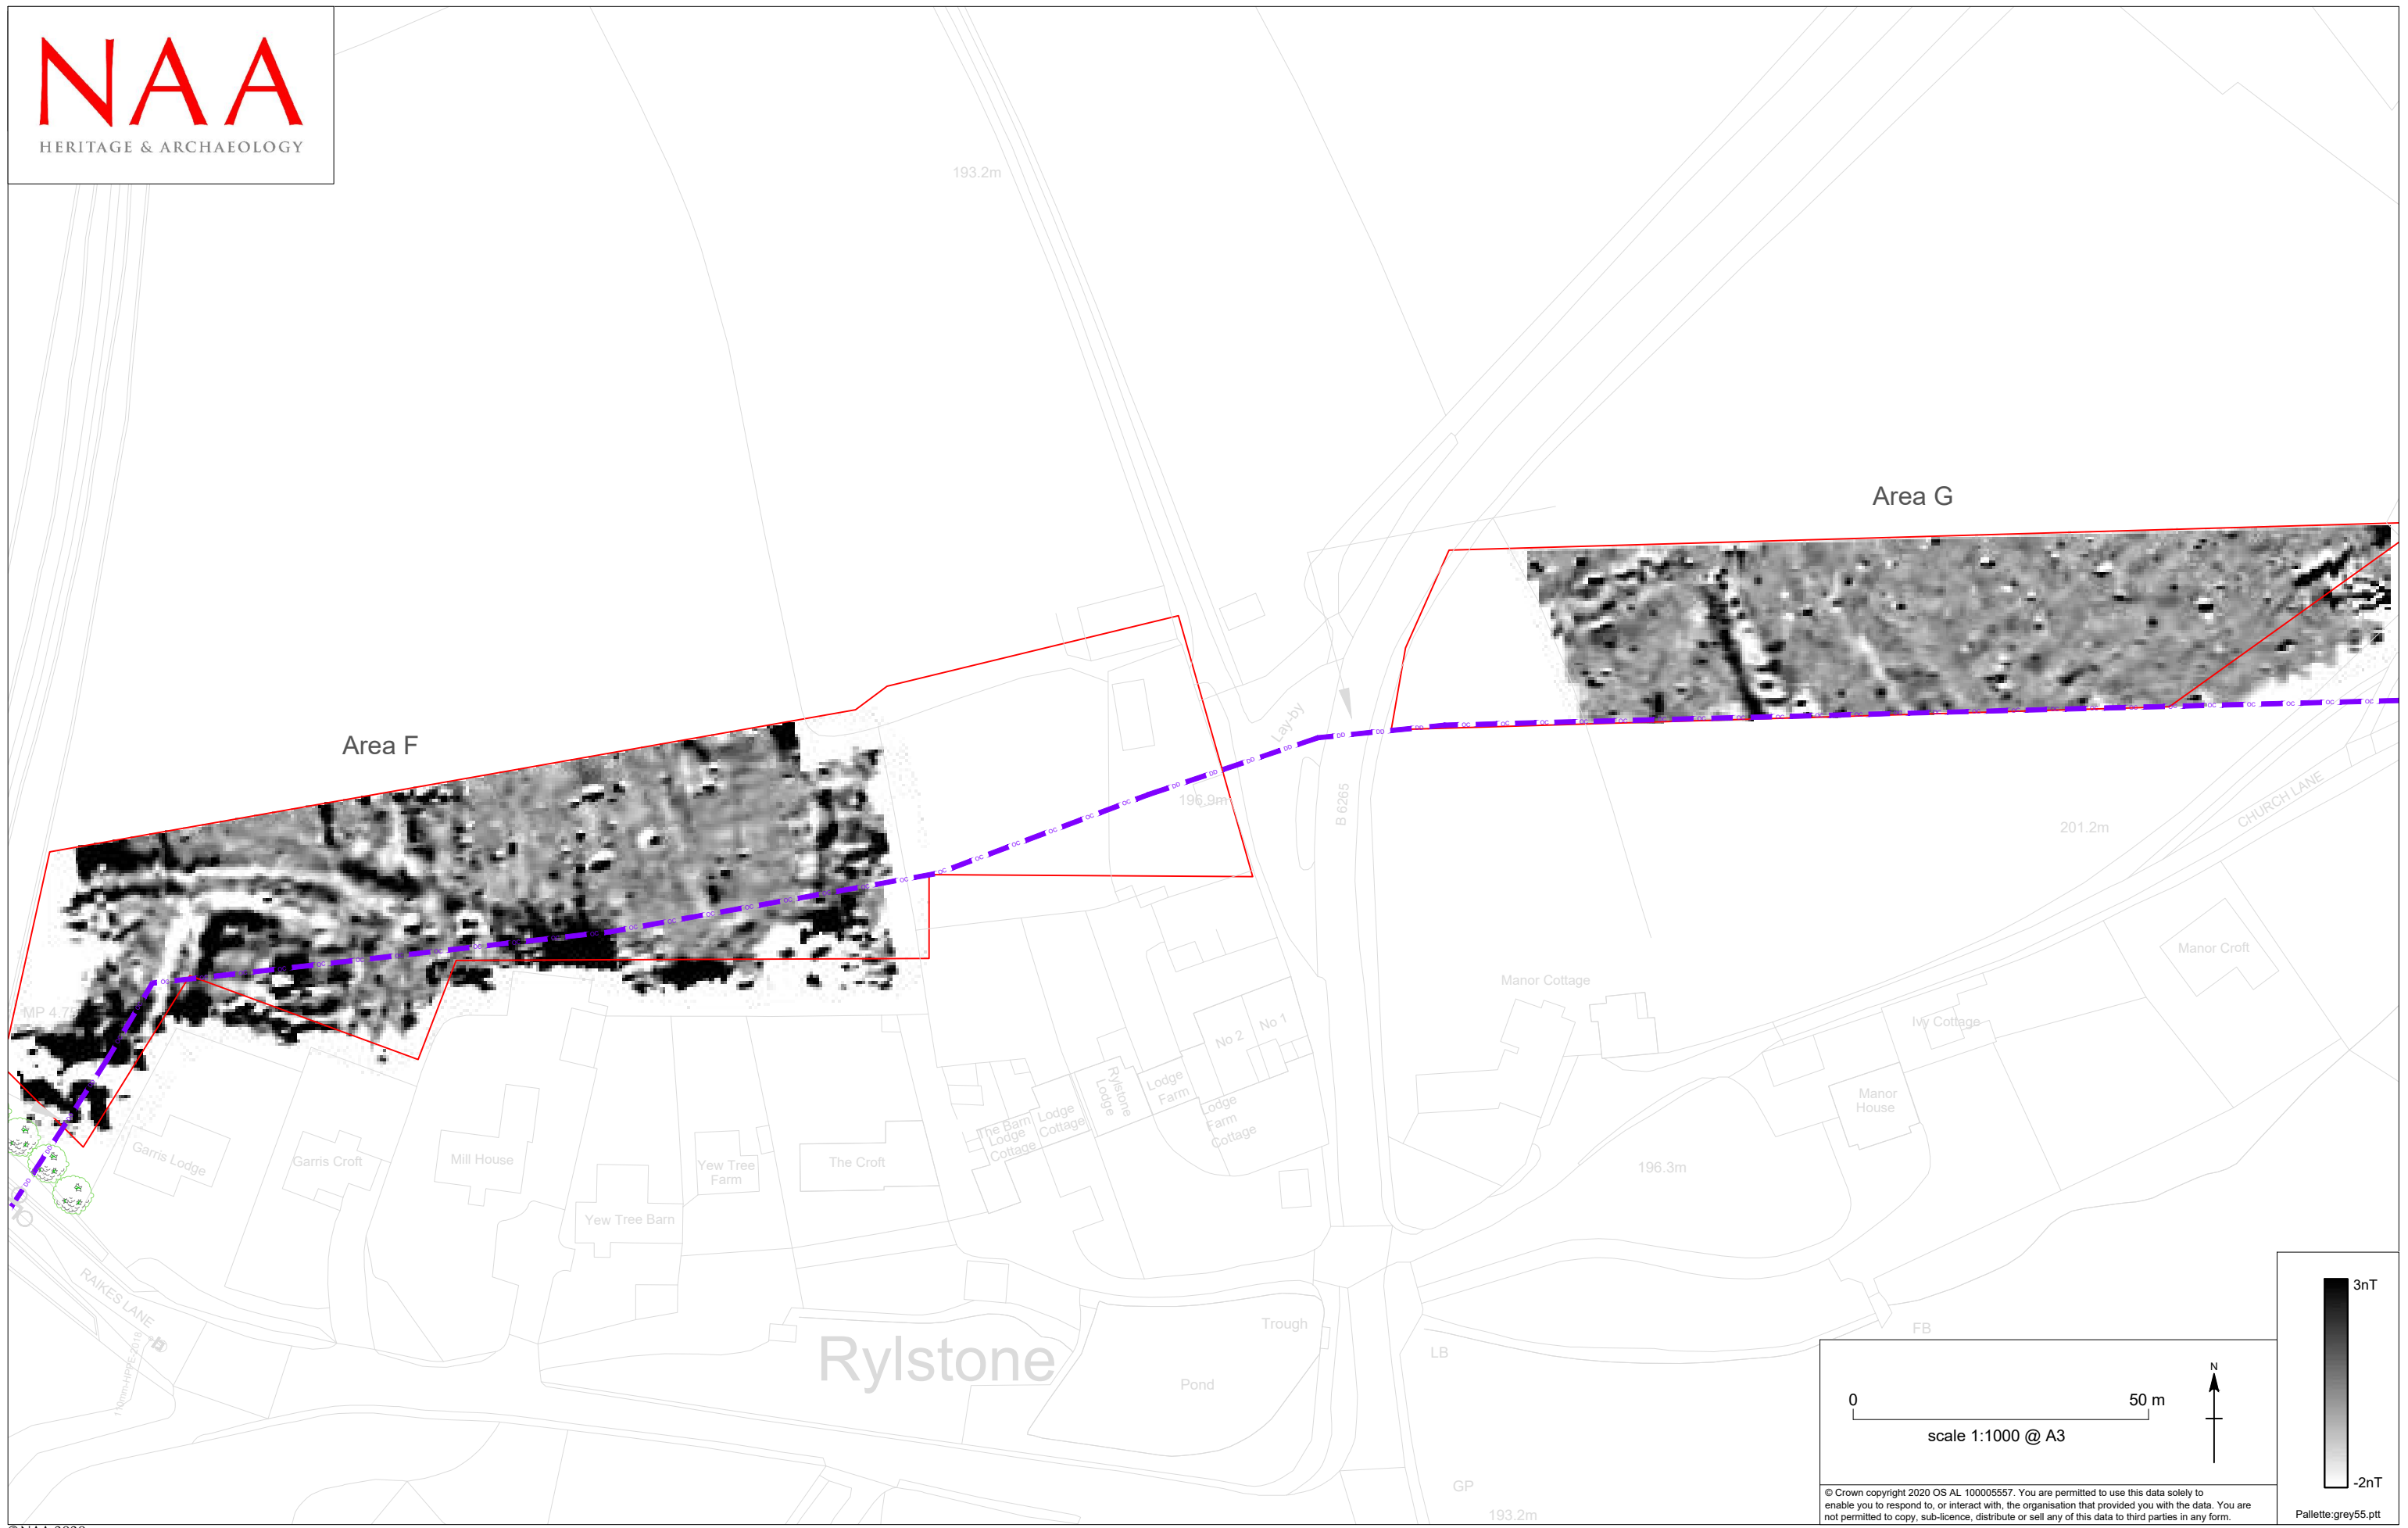 NAA
HERITAGE & ARCHAEOLOGY
193.2m
Area G
Area F
Lay-by
196.9m
B 6265
CHURCH LANE
201.2m
Manor Croft
Manor Cottage
Ivy Cottage
No 1
No 2
Manor
House
Lodge
Farm
Rylstone
Lodge
Lodge
Cottage
The Barn
Lodge
Cottage
Lodge
Farm
Cottage
Garris Lodge
Garris Croft
Mill House
Yew Tree
Farm
The Croft
Yew Tree Barn
196.3m
RAIKES LANE
Rylstone
Trough
Pond
LB
FB
GP
193.2m
0
50 m
scale 1:1000 @ A3
N
3nT
-2nT
Pallette:grey55.ptt
© Crown copyright 2020 OS AL 100005557. You are permitted to use this data solely to
enable you to respond to, or interact with, the organisation that provided you with the data. You are
not permitted to copy, sub-licence, distribute or sell any of this data to third parties in any form.